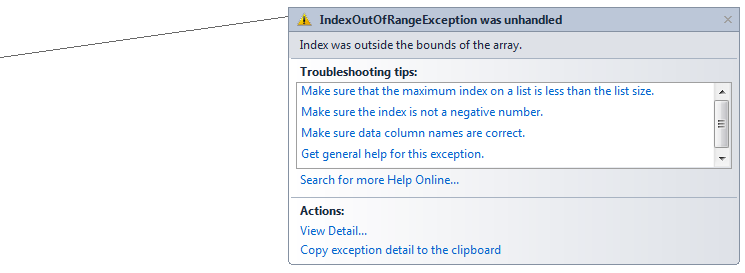 IndexOutOfRangeException was unhandled
Index was outside the bounds of the array.
Troubleshooting tips:
Make sure that the maximum index on a list is less than the list size.
Make sure the index is not a negative number.
Make sure data column names are correct.
Get general help for this exception.
Search for more Help Online...
Actions:
View Detail...
Copy exception detail to the clipboard